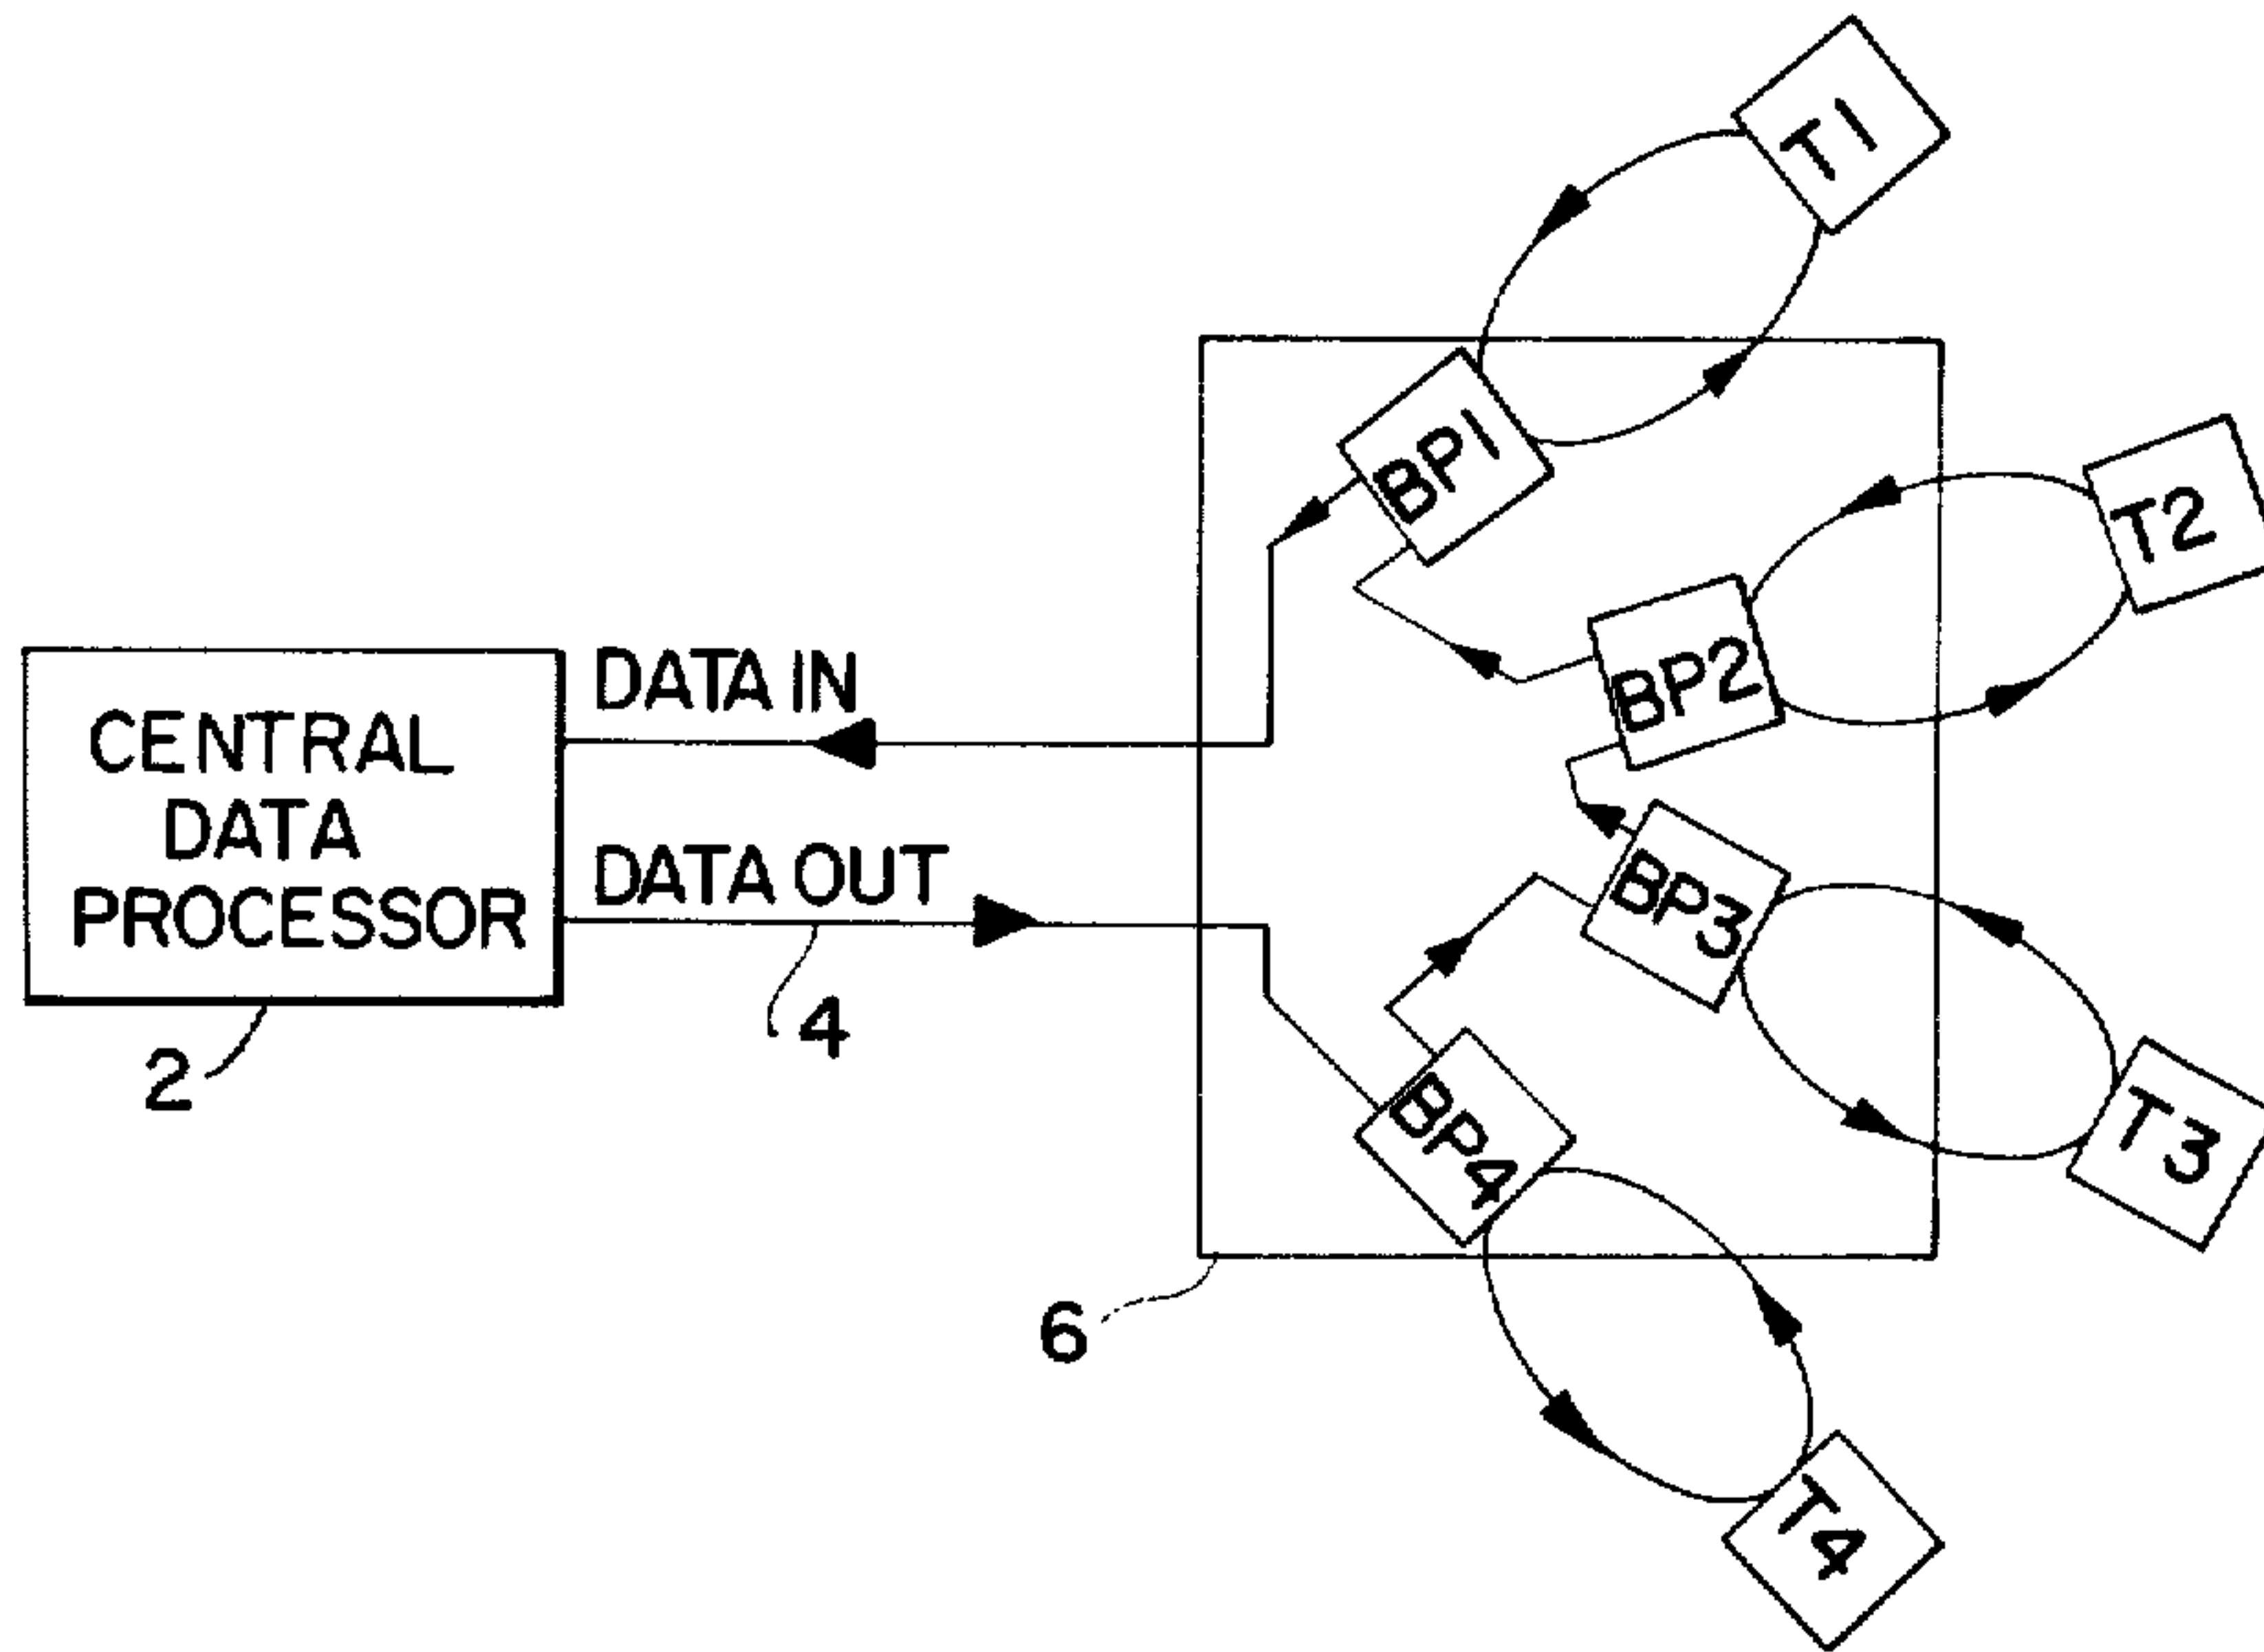 T1
BP1
T2
DATA IN
BP2
CENTRAL
DATA
PROCESSOR
DATA OUT
BP3
2
4
BP4
T3
6
T4